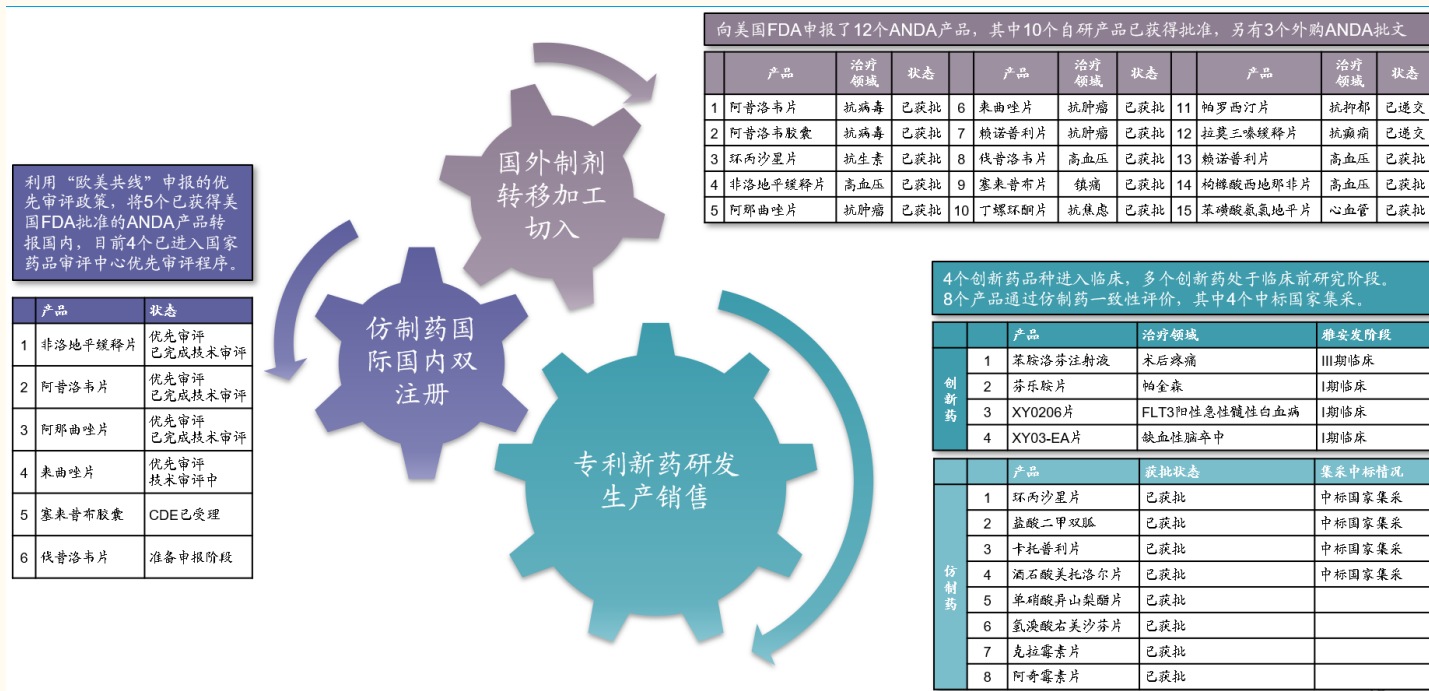 向美国FDA申报了12个ANDA产品，其中10个自研产品已获得批准，另有3个外购ANDA批文
产品 治疗领域 状态 产品 治疗领域 状态 产品 治疗领域 状态
1 阿昔洛韦片 抗病毒 已获批 6 来曲唑片 抗肿瘤 已获批 11 帕罗西汀片 抗抑郁 已递交
2 阿昔洛韦胶囊 抗病毒 已获批 7 赖诺普利片 抗肿瘤 已获批 12 拉莫三嗪缓释片 抗癫痫 已递交
3 环丙沙星片 抗生素 已获批 8 伐昔洛韦片 高血压 已获批 13 赖诺普利片 高血压 已获批
4 非洛地平缓释片 高血压 已获批 9 塞来昔布片 镇痛 已获批 14 枸橼酸西地那非片 高血压 已获批
5 阿那曲唑片 抗肿瘤 已获批 10 丁螺环酮片 抗焦虑 已获批 15 苯磺酸氨氯地平片 心血管 已获批
国外制剂
转移加工
切入
利用“欧美共线”申报的优
先审评政策，将5个已获得美
国FDA批准的ANDA产品转
报国内，目前4个已进入国家
药品审评中心优先审评程序。
产品 状态
1 非洛地平缓释片 优先审评
已完成技术审评
2 阿昔洛韦片 优先审评
已完成技术审评
3 阿那曲唑片 优先审评
已完成技术审评
4 来曲唑片 优先审评
技术审评中
5 塞来昔布胶囊 CDE已受理
6 伐昔洛韦片 准备申报阶段
仿制药国
际国内双
注册
专利新药研发
生产销售
4个创新药品种进入临床，多个创新药处于临床前研究阶段。
8个产品通过仿制药一致性评价，其中4个中标国家集采。
产品 治疗领域 雅安发阶段
创新药
1 苯胺洛芬注射液 术后疼痛 III期临床
2 芬乐胺片 帕金森 I期临床
3 XY0206片 FLT3阳性急性髓性白血病 I期临床
4 XY03-EA片 缺血性脑卒中 I期临床
产品 获批状态 集采中标情况
仿制药
1 环丙沙星片 已获批 中标国家集采
2 盐酸二甲双胍 已获批 中标国家集采
3 卡托普利片 已获批 中标国家集采
4 酒石酸美托洛尔片 已获批 中标国家集采
5 单硝酸异山梨酯片 已获批
6 氢溴酸右美沙芬片 已获批
7 克拉霉素片 已获批
8 阿奇霉素片 已获批